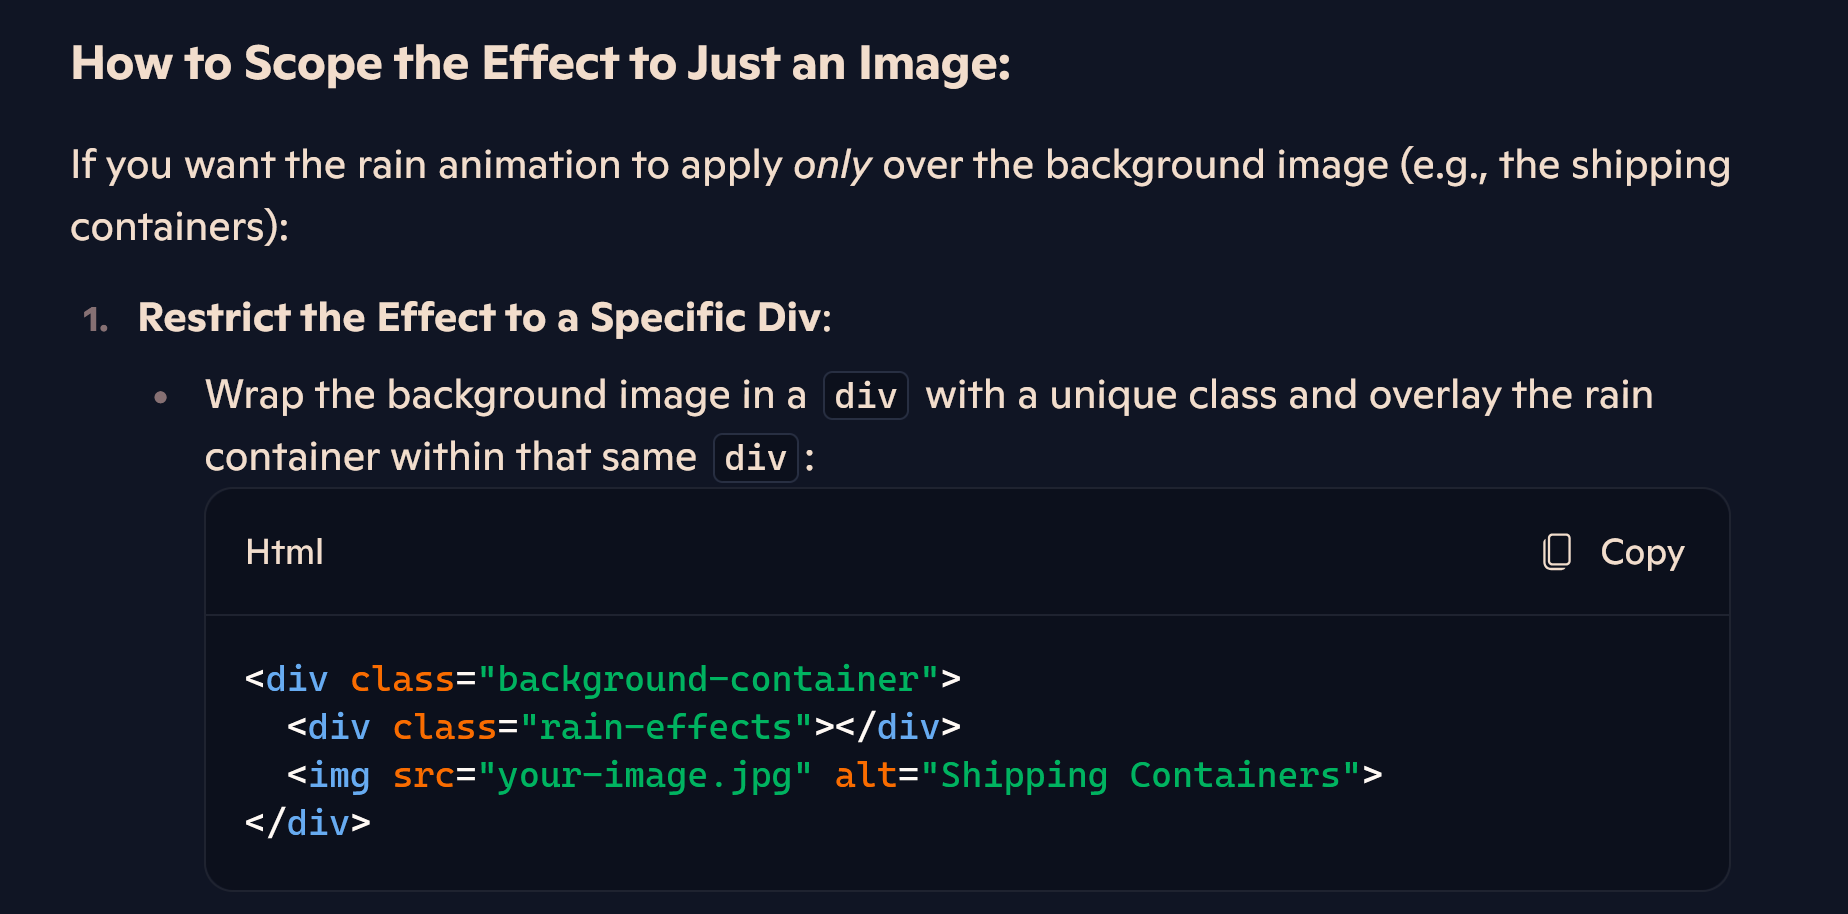 How to Scope the Effect to Just an Image:
If you want the rain animation to apply only over the background image (e.g., the shipping
containers):
1. Restrict the Effect to a Specific Div:
• Wrap the background image in a div with a unique class and overlay the rain
container within that same div :
Html Copy
<div class="background-container">
  <div class="rain-effects"></div>
  <img src="your-image.jpg" alt="Shipping Containers">
</div>